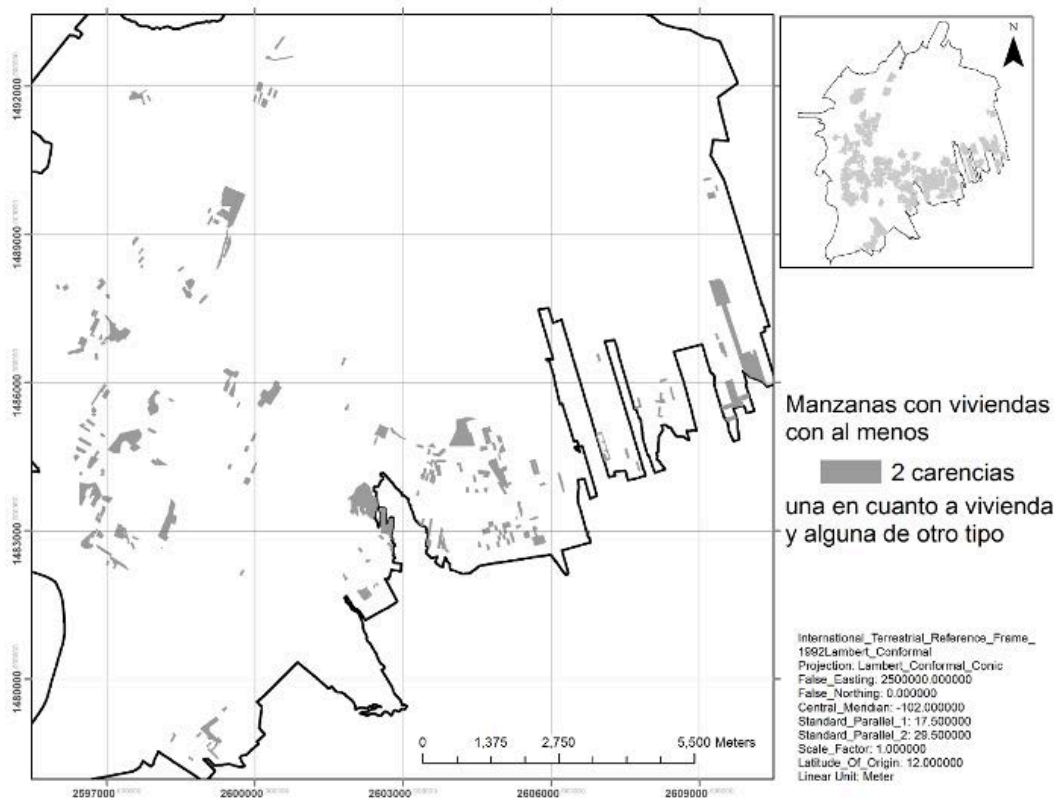 N
1492000
1489000
1486000
1483000
1480000
Manzanas con viviendas
con al menos
2 carencias
una en cuanto a vivienda
y alguna de otro tipo
0 1,375 2,750 5,500 Meters
International_Terrestrial_Reference_Frame_
1992Lambert_Conformal
Projection: Lambert_Conformal_Conic
False_Easting: 2500000.000000
False_Northing: 0.000000
Central_Meridian: -102.000000
Standard_Parallel_1: 17.500000
Standard_Parallel_2: 29.500000
Scale_Factor: 1.000000
Latitude_Of_Origin: 12.000000
Linear Unit: Meter
2597000 2600000 2603000 2606000 2609000